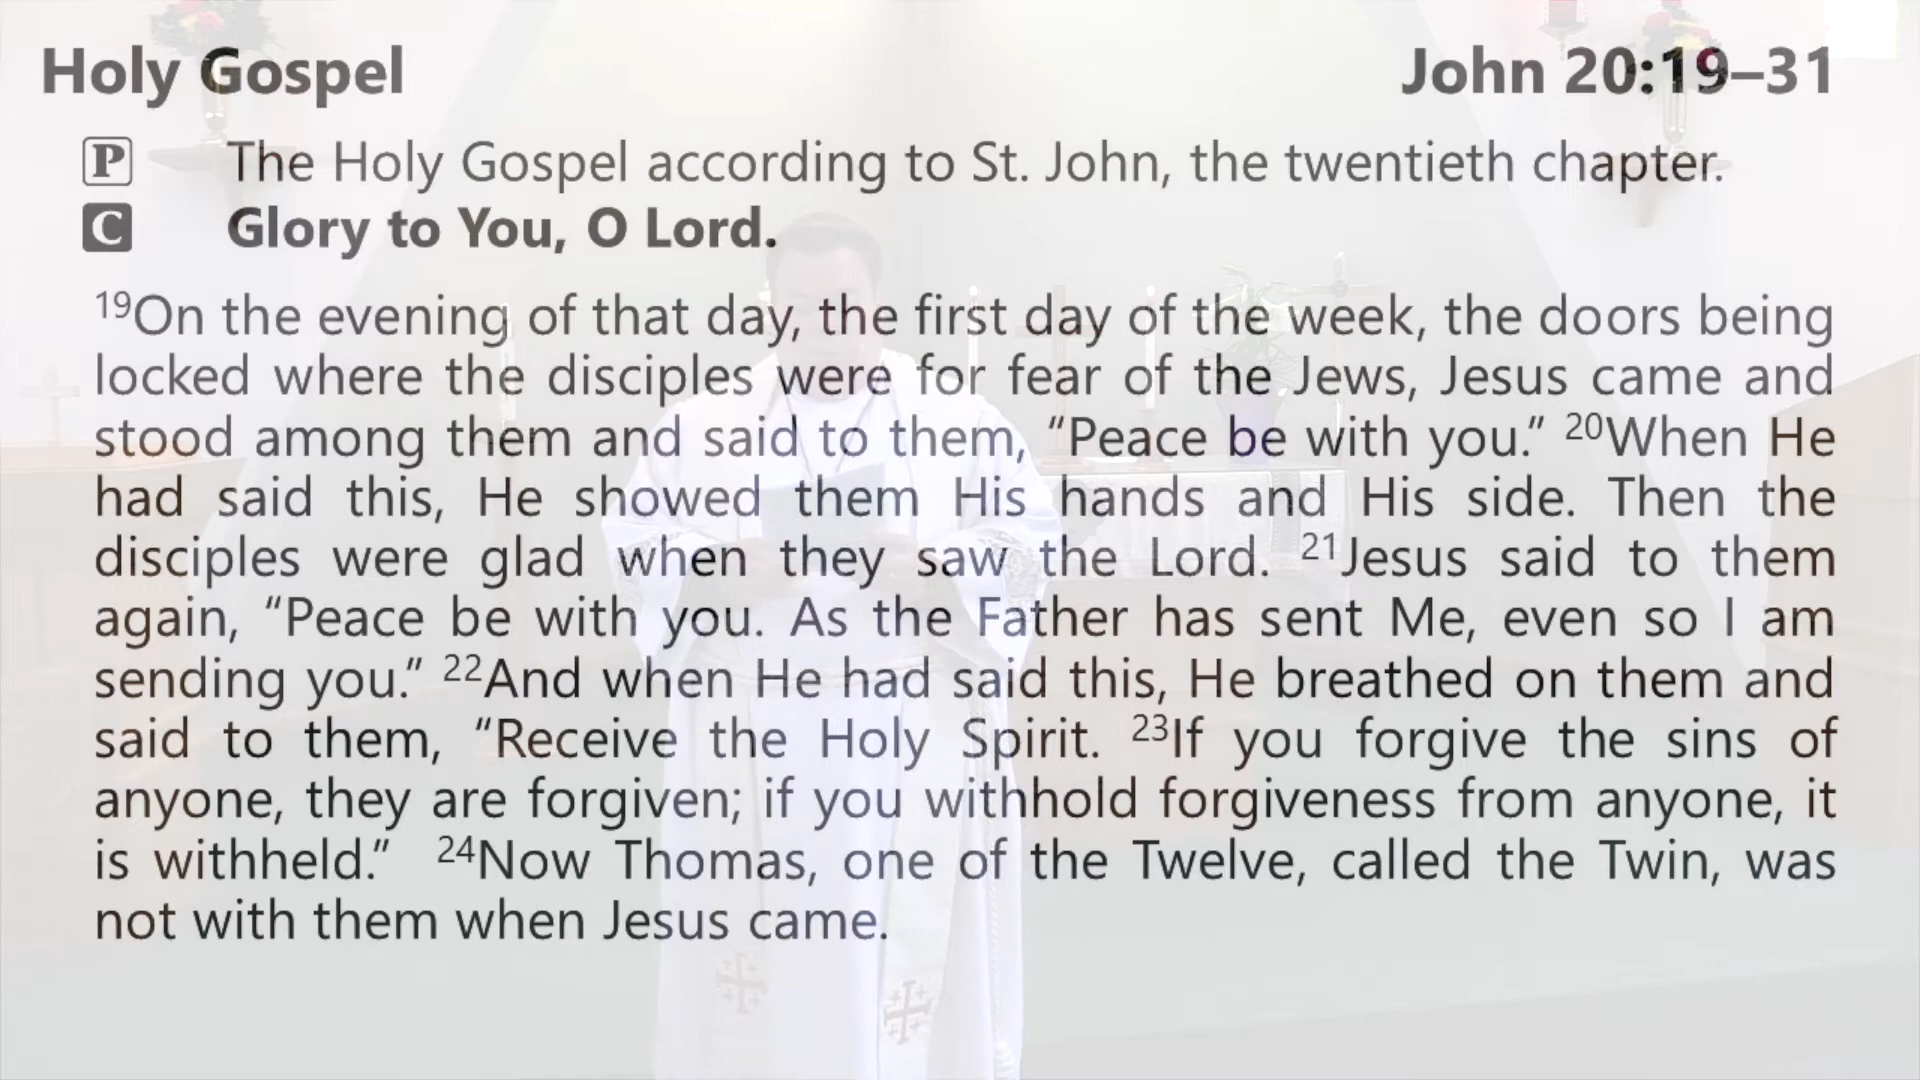 Holy Gospel John 20:19–31
P The Holy Gospel according to St. John, the twentieth chapter.
C Glory to You, O Lord.
19On the evening of that day, the first day of the week, the doors being
locked where the disciples were for fear of the Jews, Jesus came and
stood among them and said to them, “Peace be with you.” 20When He
had said this, He showed them His hands and His side. Then the
disciples were glad when they saw the Lord. 21Jesus said to them
again, “Peace be with you. As the Father has sent Me, even so I am
sending you.” 22And when He had said this, He breathed on them and
said to them, “Receive the Holy Spirit. 23If you forgive the sins of
anyone, they are forgiven; if you withhold forgiveness from anyone, it
is withheld.” 24Now Thomas, one of the Twelve, called the Twin, was
not with them when Jesus came.